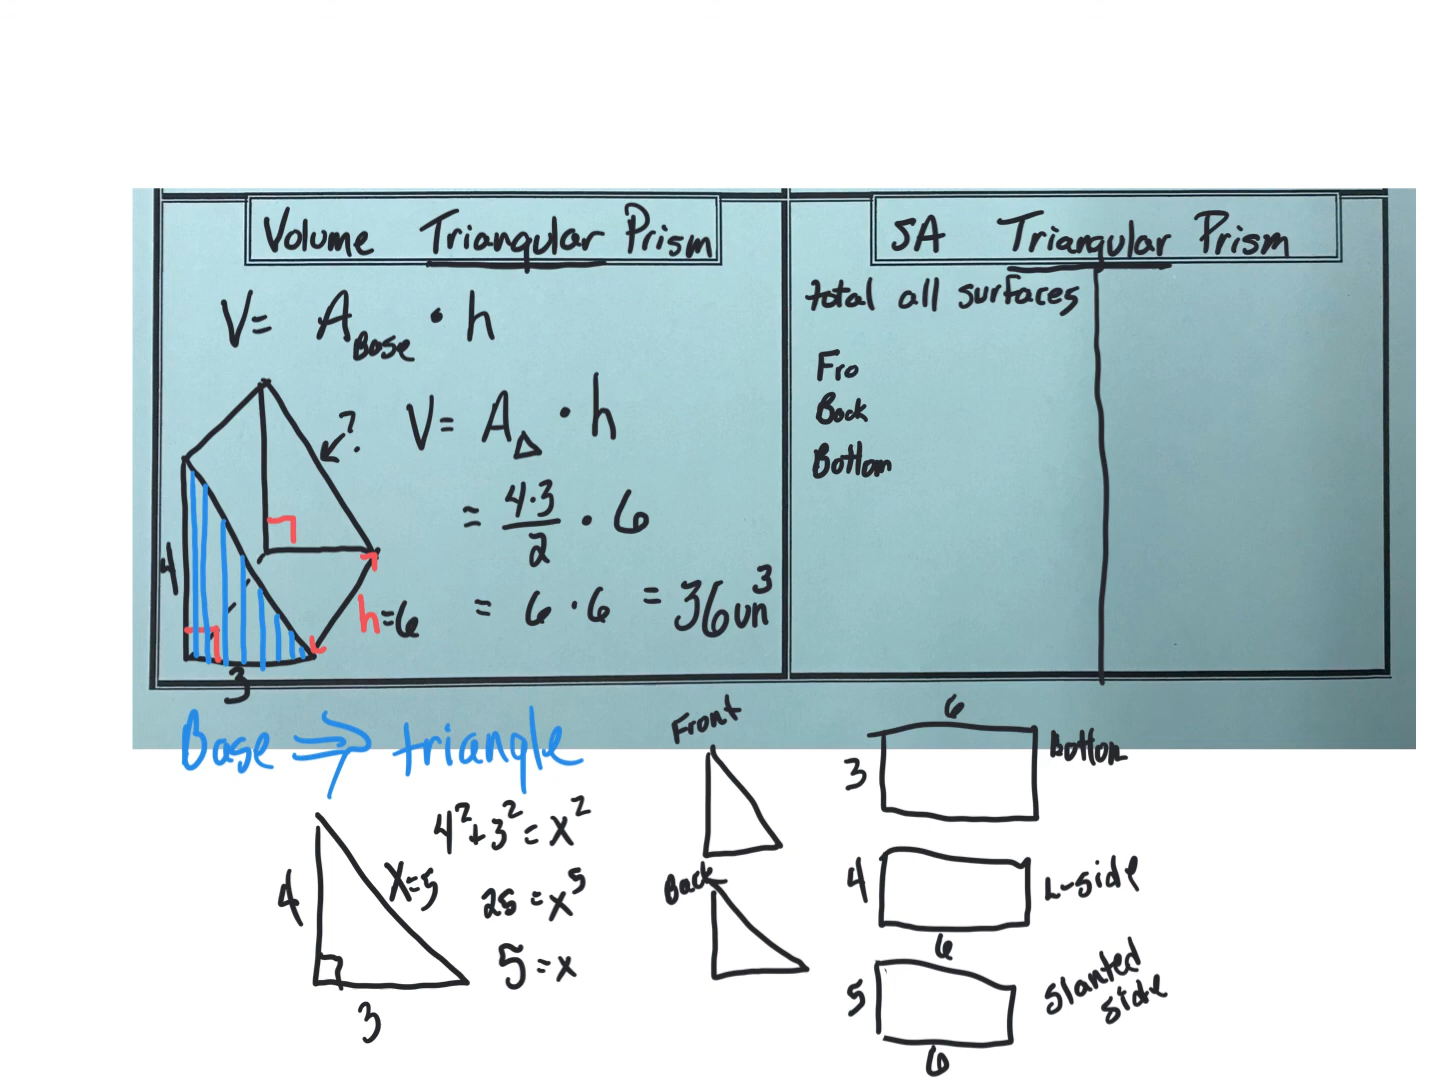 Volume Triangular Prism
V= A Base · h
?
V= A△ · h
= 4·3/2 · 6
= 6 · 6 = 36un³
4
h=6
3
SA Triangular Prism
total all surfaces
Fro
Back
Bottom
Base ⇒ triangle
4
X=5
3
4²+3²=x²
25=x⁵
5=x
Front
Back
6
3
Bottom
4
L-side
6
5
slanted
side
6